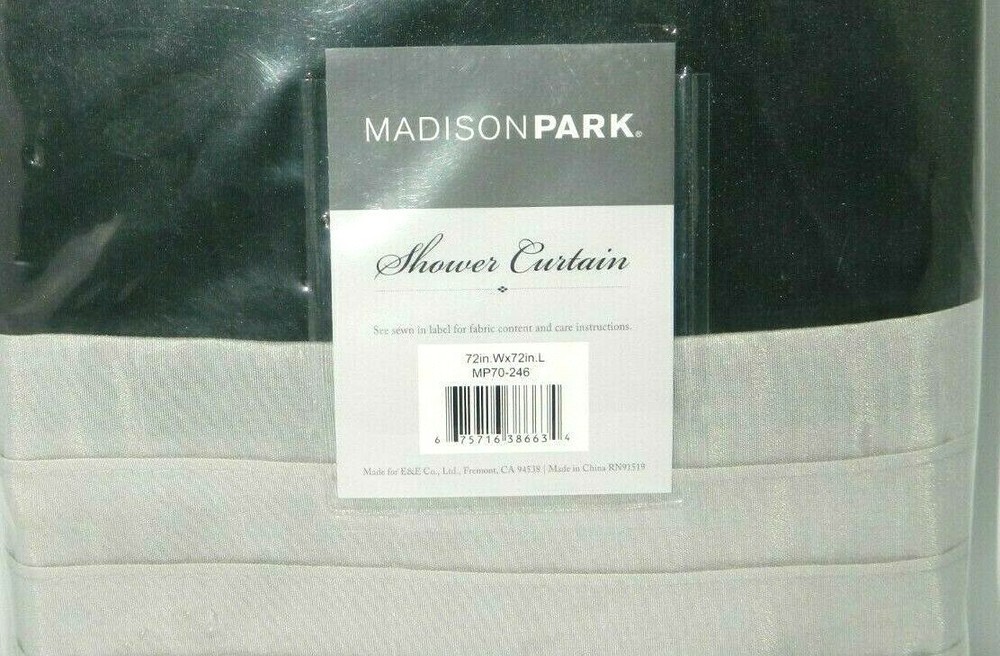 MADISONPARK®
Shower Curtain
See sewn in label for fabric content and care instructions.
72in.Wx72in.L
MP70-246
6 75716 38663 4
Made for E&E Co., Ltd., Fremont, CA 94538 | Made in China RN91519